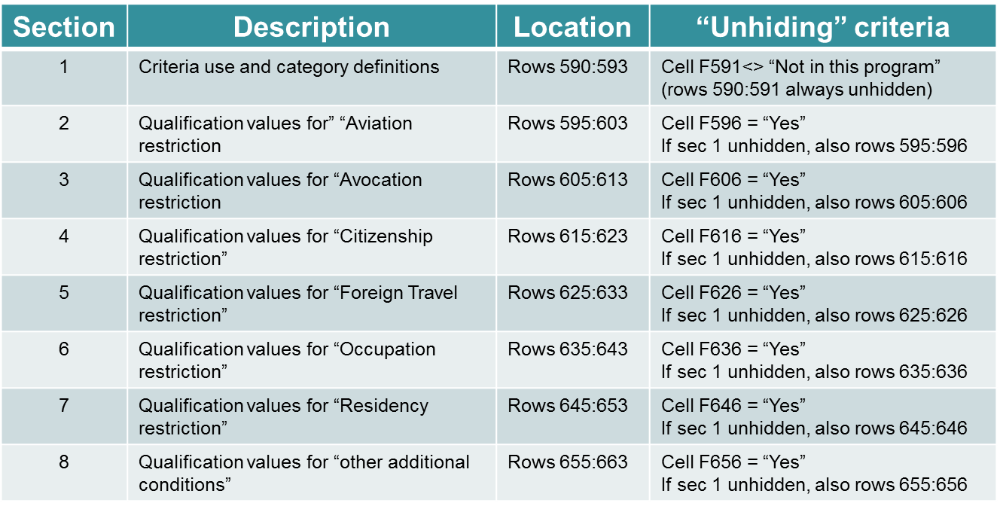 Section Description Location “Unhiding” criteria
1 Criteria use and category definitions Rows 590:593 Cell F591<> “Not in this program”
(rows 590:591 always unhidden)
2 Qualification values for” “Aviation Rows 595:603 Cell F596 = “Yes”
restriction If sec 1 unhidden, also rows 595:596
3 Qualification values for “Avocation Rows 605:613 Cell F606 = “Yes”
restriction If sec 1 unhidden, also rows 605:606
4 Qualification values for “Citizenship Rows 615:623 Cell F616 = “Yes”
restriction” If sec 1 unhidden, also rows 615:616
5 Qualification values for “Foreign Travel Rows 625:633 Cell F626 = “Yes”
restriction” If sec 1 unhidden, also rows 625:626
6 Qualification values for “Occupation Rows 635:643 Cell F636 = “Yes”
restriction” If sec 1 unhidden, also rows 635:636
7 Qualification values for “Residency Rows 645:653 Cell F646 = “Yes”
restriction” If sec 1 unhidden, also rows 645:646
8 Qualification values for “other additional Rows 655:663 Cell F656 = “Yes”
conditions” If sec 1 unhidden, also rows 655:656